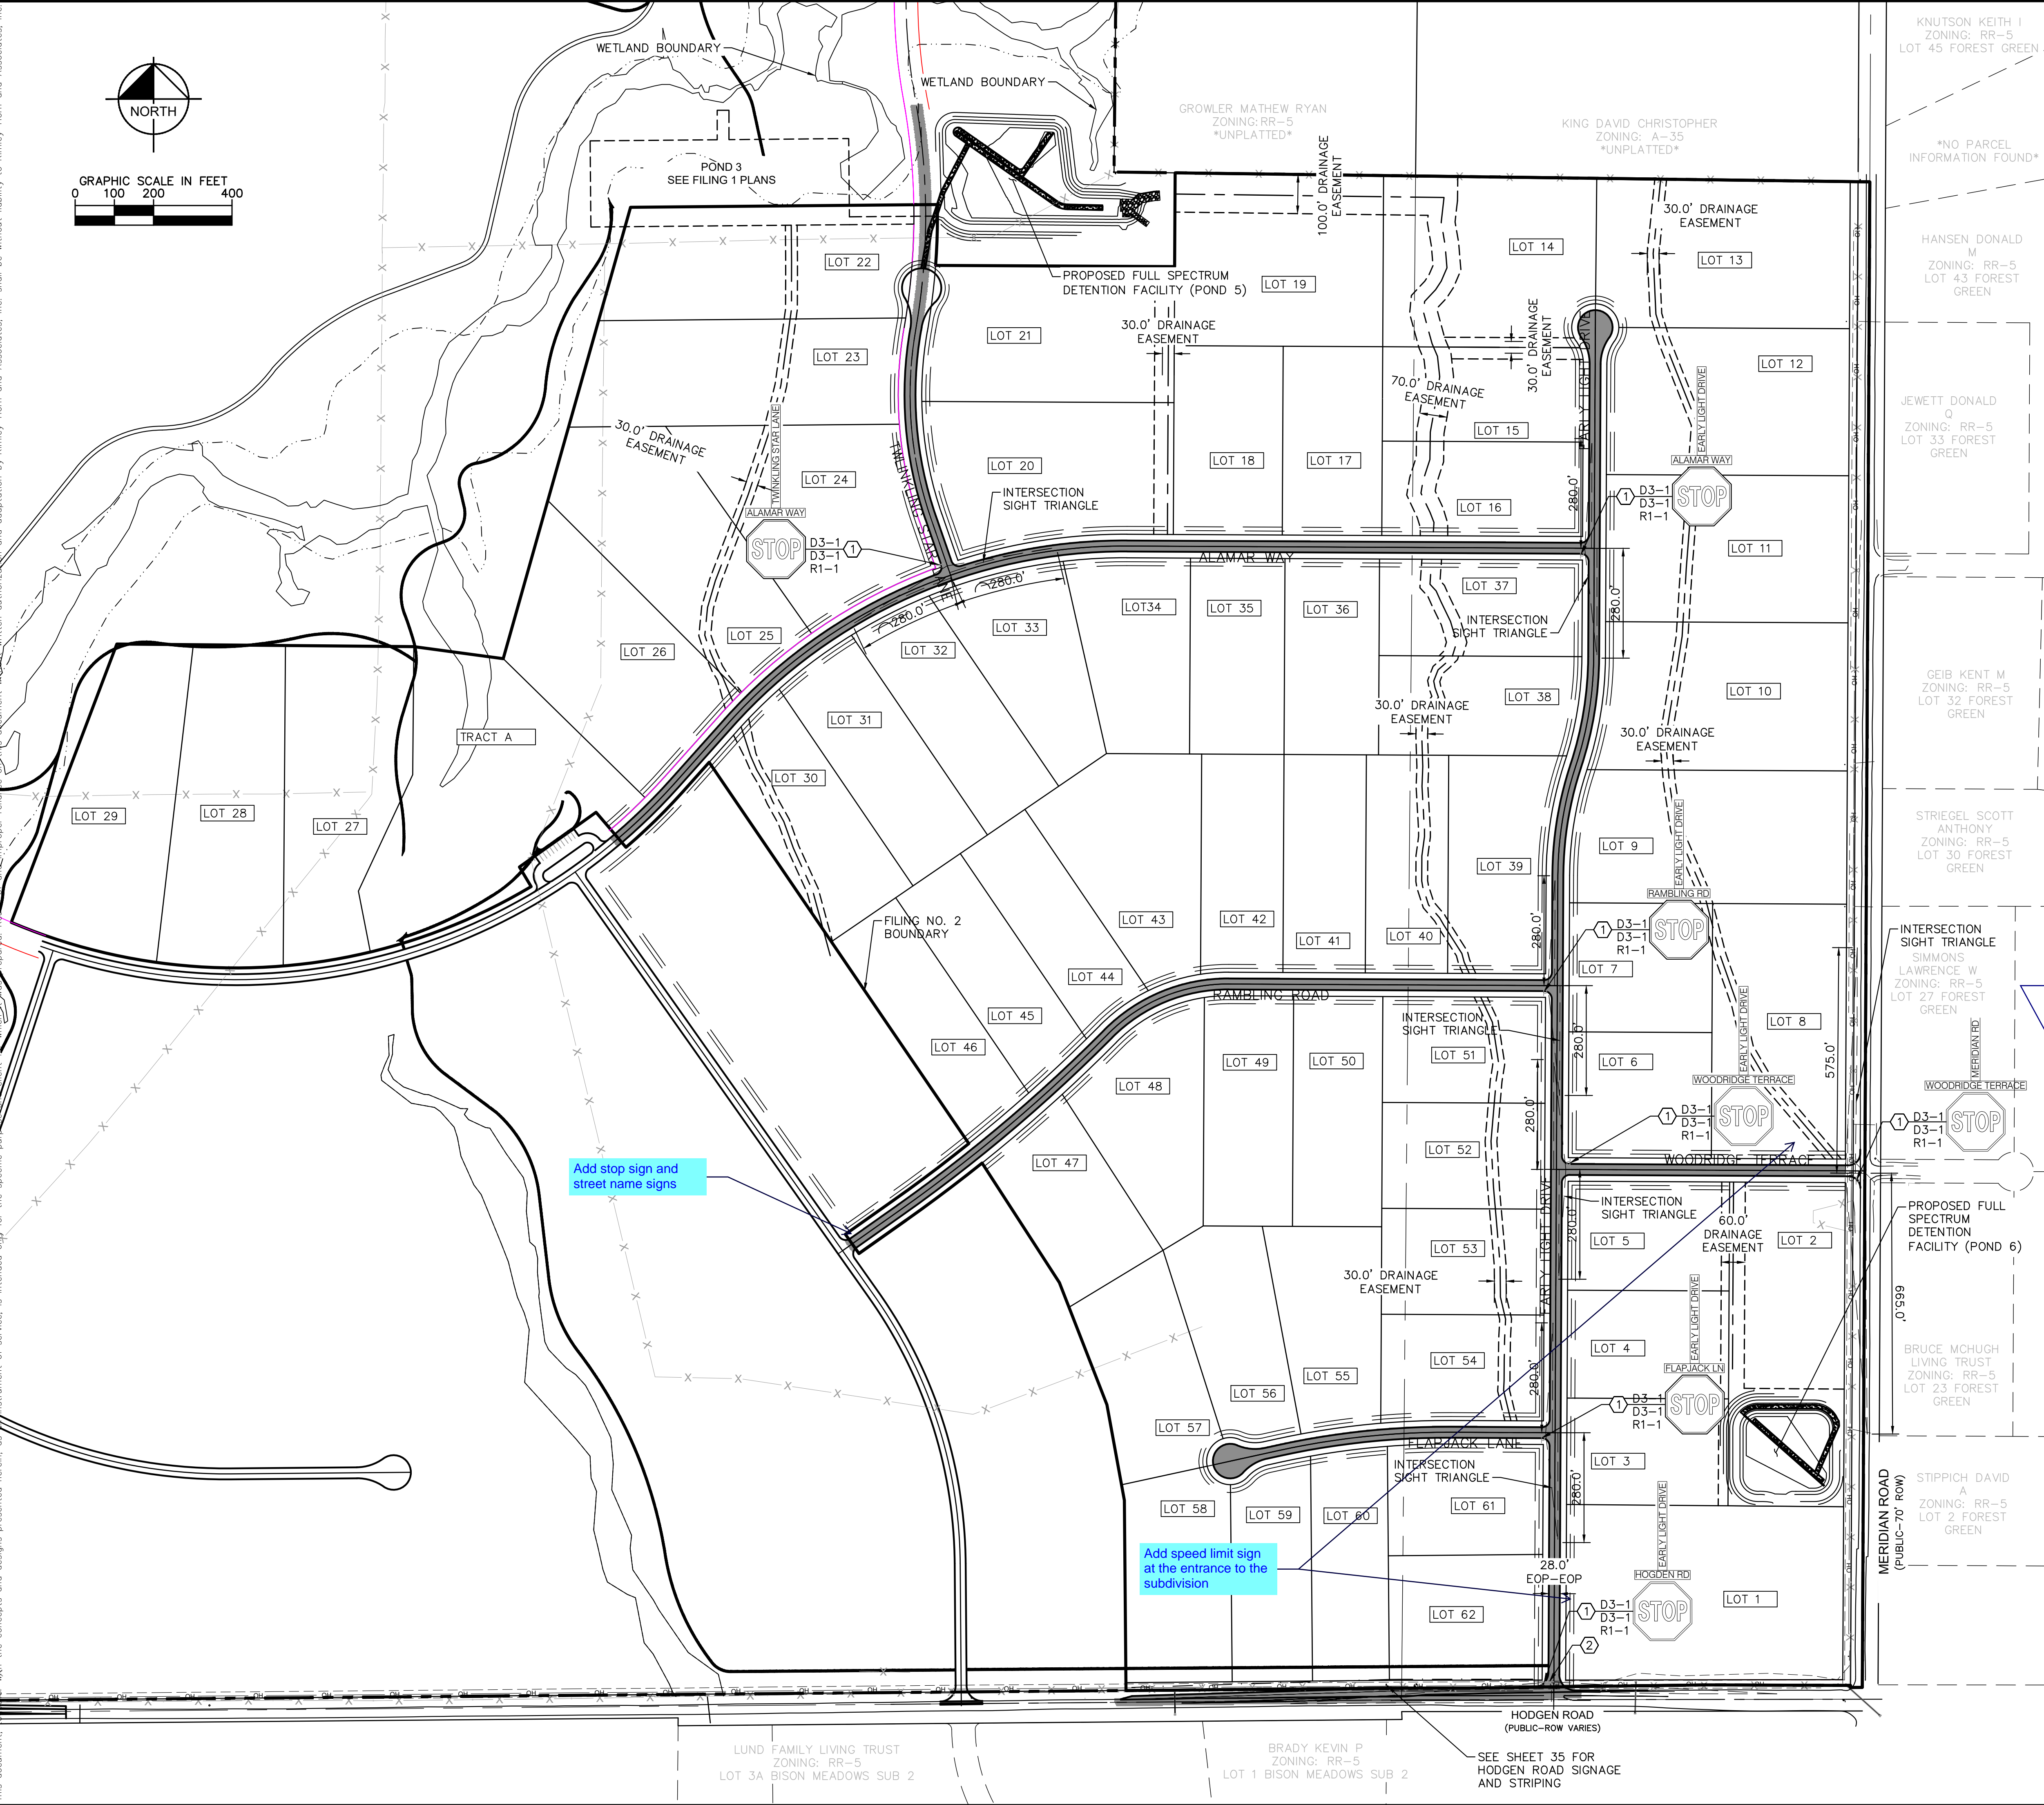 WETLAND BOUNDARY
WETLAND BOUNDARY
NORTH
GRAPHIC SCALE IN FEET
0 100 200 400
POND 3
SEE FILING 1 PLANS
GROWLER MATHEW RYAN
ZONING: RR-5
*UNPLATTED*
KING DAVID CHRISTOPHER
ZONING: A-35
*UNPLATTED*
KNUTSON KEITH I
ZONING: RR-5
LOT 45 FOREST GREEN
*NO PARCEL
INFORMATION FOUND*
100.0' DRAINAGE
EASEMENT
30.0' DRAINAGE
EASEMENT
LOT 22
LOT 14
LOT 13
HANSEN DONALD
M
ZONING: RR-5
LOT 43 FOREST
GREEN
PROPOSED FULL SPECTRUM
DETENTION FACILITY (POND 5)
LOT 19
LOT 21
30.0' DRAINAGE
EASEMENT
30.0' DRAINAGE
EASEMENT
EARLY LIGHT DRIVE
LOT 23
LOT 12
70.0' DRAINAGE
EASEMENT
JEWETT DONALD
Q
ZONING: RR-5
LOT 33 FOREST
GREEN
30.0' DRAINAGE
EASEMENT
TWINKLING STAR LANE
LOT 15
EARLY LIGHT DRIVE
LOT 20
LOT 18
LOT 17
ALAMAR WAY
LOT 24
TWLINKLING STAR LANE
INTERSECTION
SIGHT TRIANGLE
LOT 16
280.0'
1
D3-1
D3-1
R1-1
STOP
ALAMAR WAY
STOP
D3-1
D3-1
R1-1
1
ALAMAR WAY
LOT 11
280.0'
280.0'
LOT 37
280.0'
LOT34
LOT 35
LOT 36
INTERSECTION
SIGHT TRIANGLE
LOT 25
LOT 26
LOT 32
LOT 33
LOT 38
LOT 10
GEIB KENT M
ZONING: RR-5
LOT 32 FOREST
GREEN
30.0' DRAINAGE
EASEMENT
LOT 31
TRACT A
30.0' DRAINAGE
EASEMENT
LOT 30
LOT 29
LOT 28
LOT 27
STRIEGEL SCOTT
ANTHONY
ZONING: RR-5
LOT 30 FOREST
GREEN
LOT 9
EARLY LIGHT DRIVE
LOT 39
RAMBLING RD
FILING NO. 2
BOUNDARY
LOT 43
LOT 42
LOT 41
LOT 40
280.0'
1
D3-1
D3-1
R1-1
STOP
INTERSECTION
SIGHT TRIANGLE
SIMMONS
LAWRENCE W
ZONING: RR-5
LOT 27 FOREST
GREEN
LOT 44
LOT 7
RAMBLING ROAD
LOT 45
LOT 46
INTERSECTION
SIGHT TRIANGLE
280.0'
EARLY LIGHT DRIVE
LOT 8
575.0'
MERIDIAN RD
LOT 48
LOT 49
LOT 50
LOT 51
LOT 6
WOODRIDGE TERRACE
WOODRIDGE TERRACE
280.0'
1
D3-1
D3-1
R1-1
STOP
1
D3-1
D3-1
R1-1
STOP
LOT 47
LOT 52
WOODRIDGE TERRACE
Add stop sign and
street name signs
EARLY LIGHT DRIVE
INTERSECTION
SIGHT TRIANGLE
280.0'
60.0'
DRAINAGE
EASEMENT
LOT 5
LOT 2
PROPOSED FULL
SPECTRUM
DETENTION
FACILITY (POND 6)
LOT 53
30.0' DRAINAGE
EASEMENT
EARLY LIGHT DRIVE
665.0'
LOT 54
LOT 4
FLAPJACK LN
BRUCE MCHUGH
LIVING TRUST
ZONING: RR-5
LOT 23 FOREST
GREEN
LOT 55
LOT 56
280.0'
1
D3-1
D3-1
R1-1
STOP
LOT 57
FLAPJACK LANE
INTERSECTION
SIGHT TRIANGLE
LOT 3
280.0'
MERIDIAN ROAD
(PUBLIC-70' ROW)
STIPPICH DAVID
A
ZONING: RR-5
LOT 2 FOREST
GREEN
LOT 58
LOT 59
LOT 60
LOT 61
EARLY LIGHT DRIVE
Add speed limit sign
at the entrance to the
subdivision
28.0'
EOP-EOP
HOGDEN RD
LOT 62
1
D3-1
D3-1
R1-1
STOP
LOT 1
2
HODGEN ROAD
(PUBLIC-ROW VARIES)
LUND FAMILY LIVING TRUST
ZONING: RR-5
LOT 3A BISON MEADOWS SUB 2
BRADY KEVIN P
ZONING: RR-5
LOT 1 BISON MEADOWS SUB 2
SEE SHEET 35 FOR
HODGEN ROAD SIGNAGE
AND STRIPING